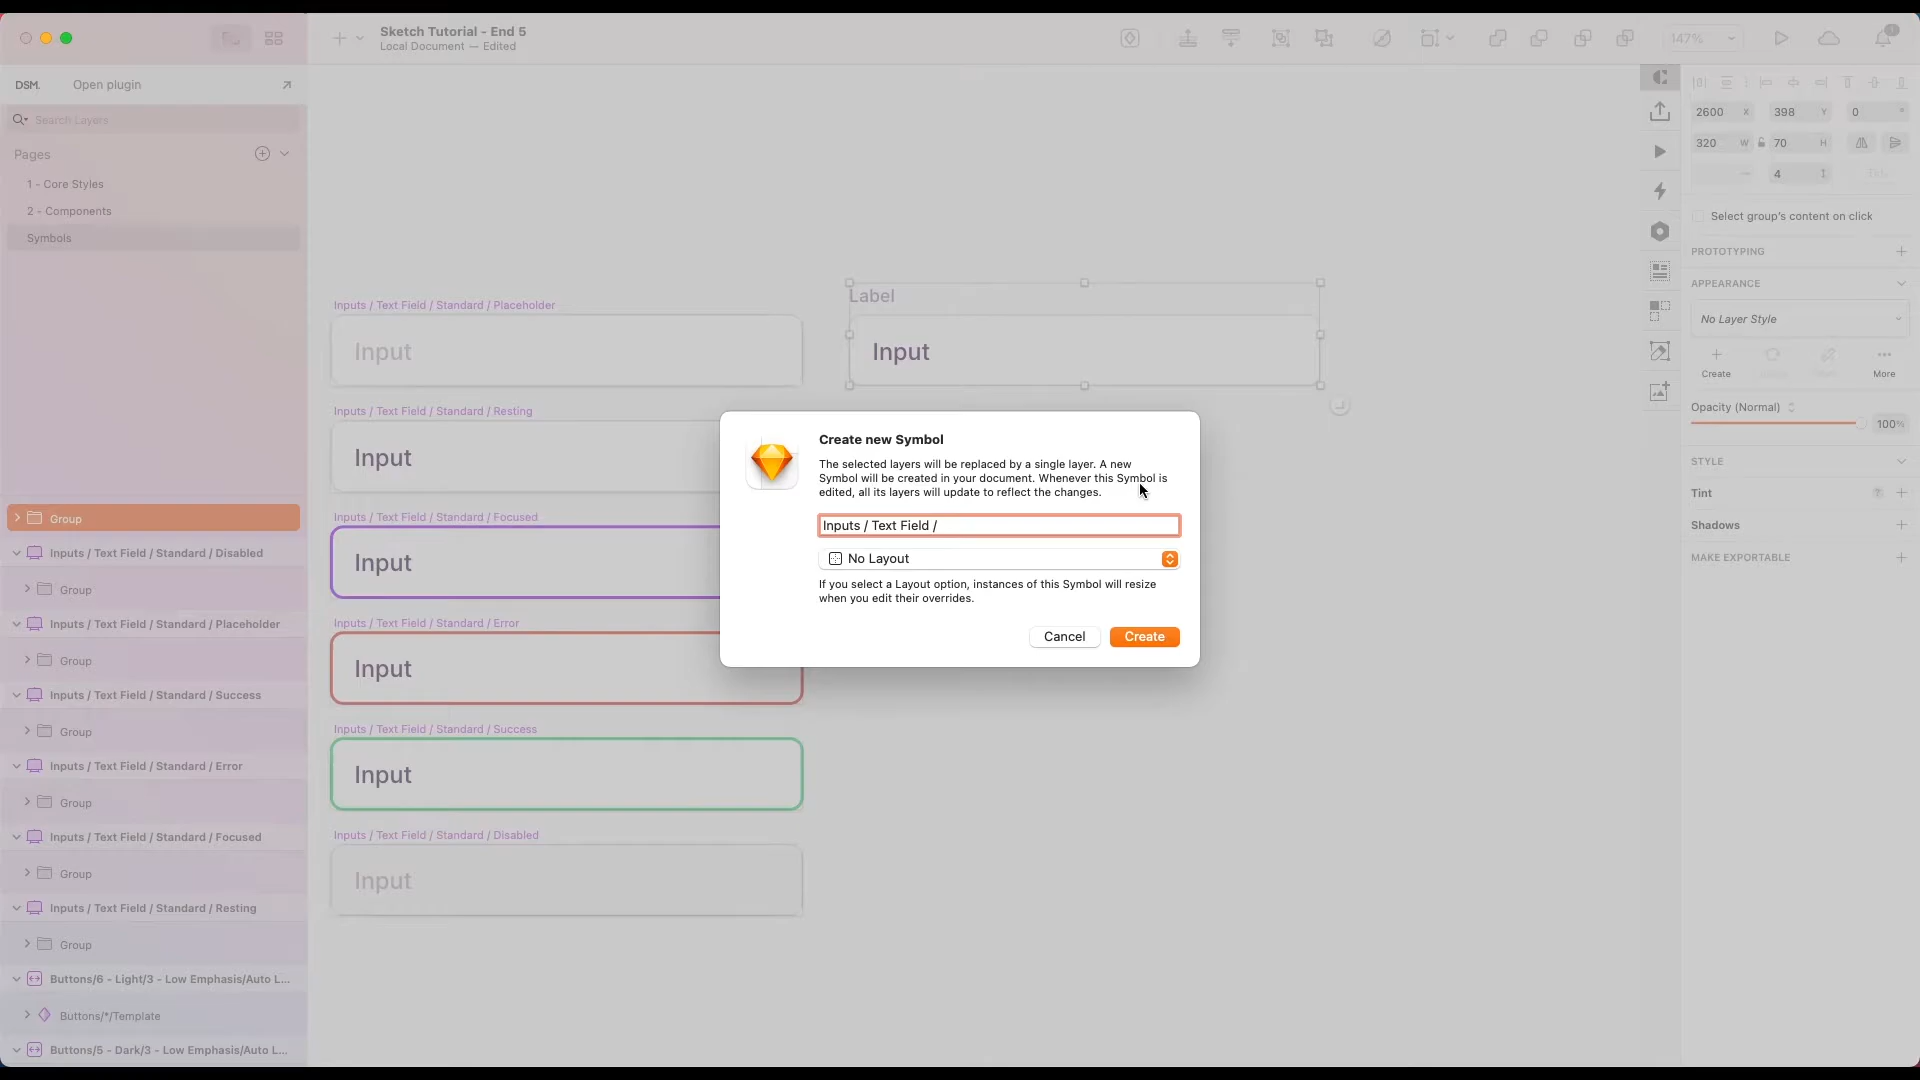 Sketch Tutorial - End 5
Local Document — Edited
147%
1
DSM.
Open plugin
Search Layers
Pages
1 - Core Styles
2 - Components
Symbols
Group
Inputs / Text Field / Standard / Disabled
Group
Inputs / Text Field / Standard / Placeholder
Group
Inputs / Text Field / Standard / Success
Group
Inputs / Text Field / Standard / Error
Group
Inputs / Text Field / Standard / Focused
Group
Inputs / Text Field / Standard / Resting
Group
Buttons/6 - Light/3 - Low Emphasis/Auto L...
Buttons/*/Template
Buttons/5 - Dark/3 - Low Emphasis/Auto L...
Inputs / Text Field / Standard / Placeholder
Input
Inputs / Text Field / Standard / Resting
Input
Inputs / Text Field / Standard / Focused
Input
Inputs / Text Field / Standard / Error
Input
Inputs / Text Field / Standard / Success
Input
Inputs / Text Field / Standard / Disabled
Input
Label
Input
Create new Symbol
The selected layers will be replaced by a single layer. A new
Symbol will be created in your document. Whenever this Symbol is
edited, all its layers will update to reflect the changes.
Inputs / Text Field /
No Layout
If you select a Layout option, instances of this Symbol will resize
when you edit their overrides.
Cancel
Create
2600 X 398 Y 0 °
320 W 70 H
4
Select group's content on click
PROTOTYPING
APPEARANCE
No Layer Style
Create
More
Opacity (Normal)
100%
STYLE
Tint ?
Shadows
MAKE EXPORTABLE